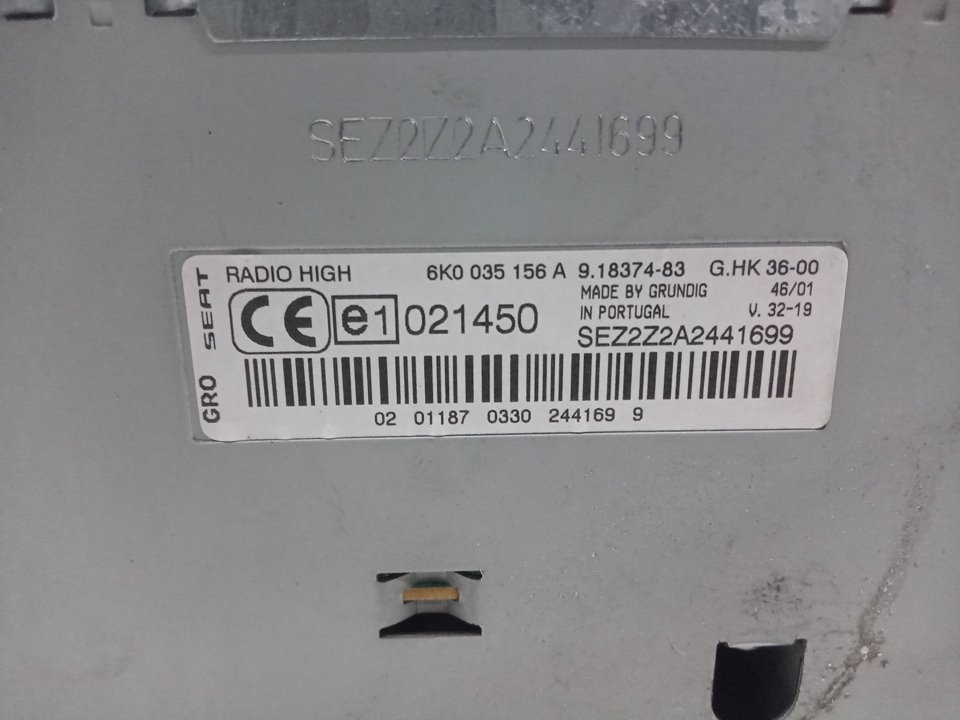 SEZ2Z2A2441699
GRO SEAT
RADIO HIGH 6K0 035 156 A 9.18374-83 G.HK 36-00
MADE BY GRUNDIG 46/01
IN PORTUGAL V. 32-19
CE e1 021450
SEZ2Z2A2441699
02 01187 0330 244169 9